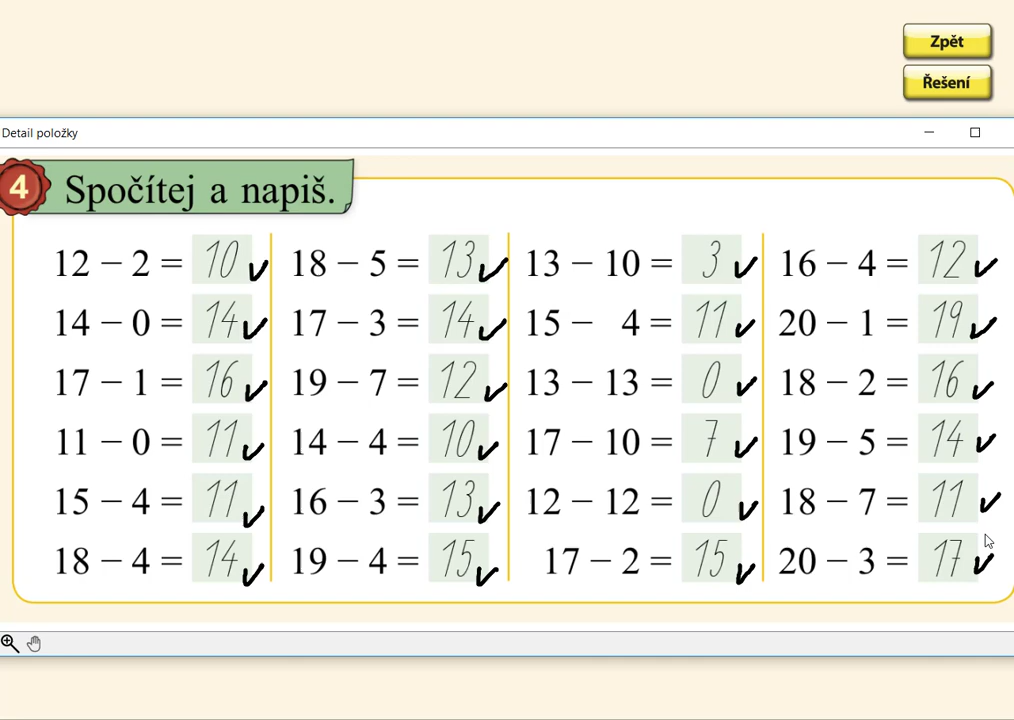 Zpět
Řešení
Detail položky
4 Spočítej a napiš.
12 − 2 = 10 18 − 5 = 13 13 − 10 = 3 16 − 4 = 12
14 − 0 = 14 17 − 3 = 14 15 − 4 = 11 20 − 1 = 19
17 − 1 = 16 19 − 7 = 12 13 − 13 = 0 18 − 2 = 16
11 − 0 = 11 14 − 4 = 10 17 − 10 = 7 19 − 5 = 14
15 − 4 = 11 16 − 3 = 13 12 − 12 = 0 18 − 7 = 11
18 − 4 = 14 19 − 4 = 15 17 − 2 = 15 20 − 3 = 17